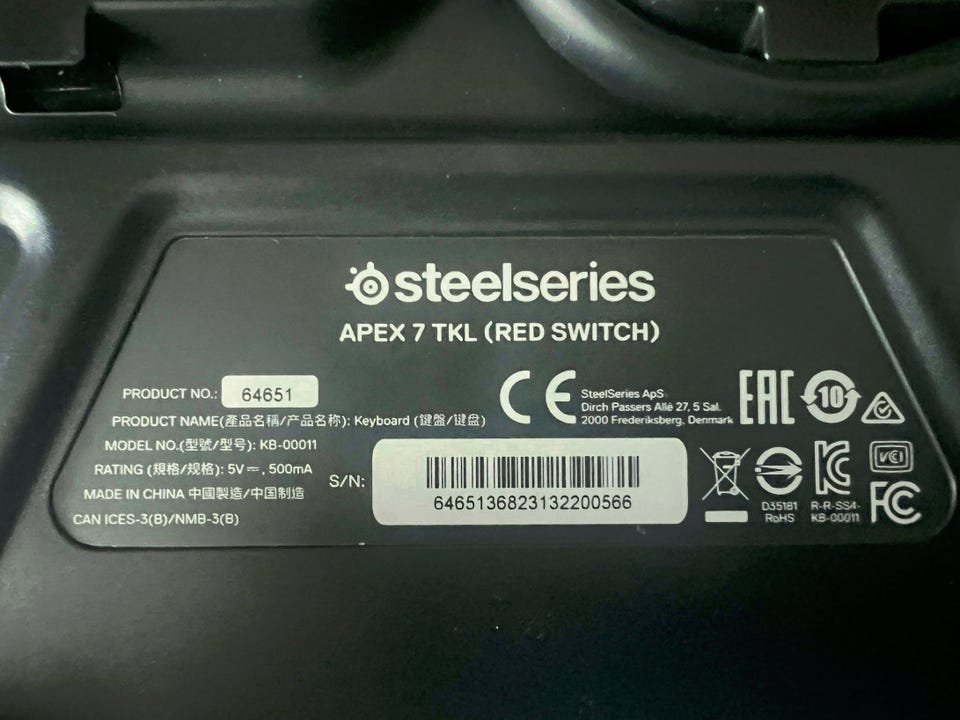 steelseries
APEX 7 TKL (RED SWITCH)
PRODUCT NO.: 64651
PRODUCT NAME(產品名稱/产品名称): Keyboard (鍵盤/键盘)
MODEL NO.(型號/型号): KB-00011
RATING (規格/规格): 5V⎓, 500mA
MADE IN CHINA 中國製造/中国制造
CAN ICES-3(B)/NMB-3(B)
S/N:
6465136823132200566
CE
SteelSeries ApS.
Dirch Passers Allé 27, 5 Sal.
2000 Frederiksberg, Denmark
EAC
10
D35181
RoHS
R-R-SS4-
KB-00011
VCI
FC